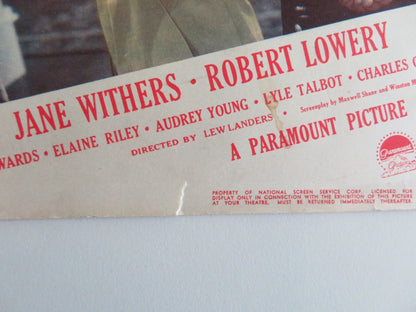 JANE WITHERS · ROBERT LOWERY
WARDS · ELAINE RILEY · AUDREY YOUNG · LYLE TALBOT · CHARLES
DIRECTED BY LEW LANDERS · Screenplay by Maxwell Shane and Winston
A PARAMOUNT PICTURE
Paramount
PROPERTY OF NATIONAL SCREEN SERVICE CORP. LICENSED FOR
DISPLAY ONLY IN CONNECTION WITH THE EXHIBITION OF THIS PICTURE
AT YOUR THEATRE. MUST BE RETURNED IMMEDIATELY THEREAFTER.